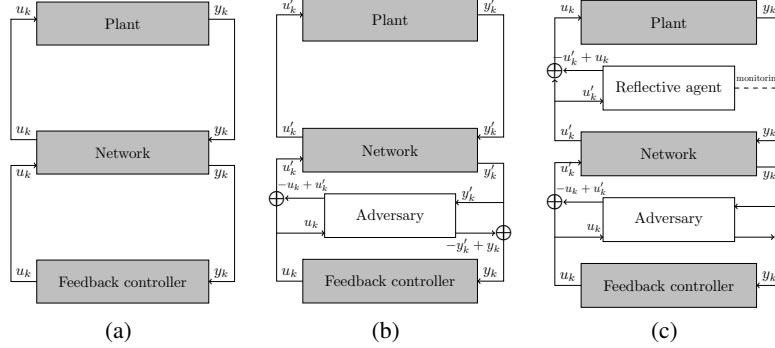 u_k Plant y_k
u_k Network y_k
u_k y_k
u_k Feedback controller y_k
(a)
u'_k Plant y'_k
u'_k Network y'_k
u'_k y'_k
-u_k + u'_k y'_k
u_k Adversary
-y'_k + y_k
u_k Feedback controller y_k
(b)
u_k Plant y_k
-u'_k + u_k
Reflective agent monitorin
u'_k
u'_k Network y_k
u'_k y_k
-u_k + u'_k
u_k Adversary
u_k Feedback controller y_k
(c)